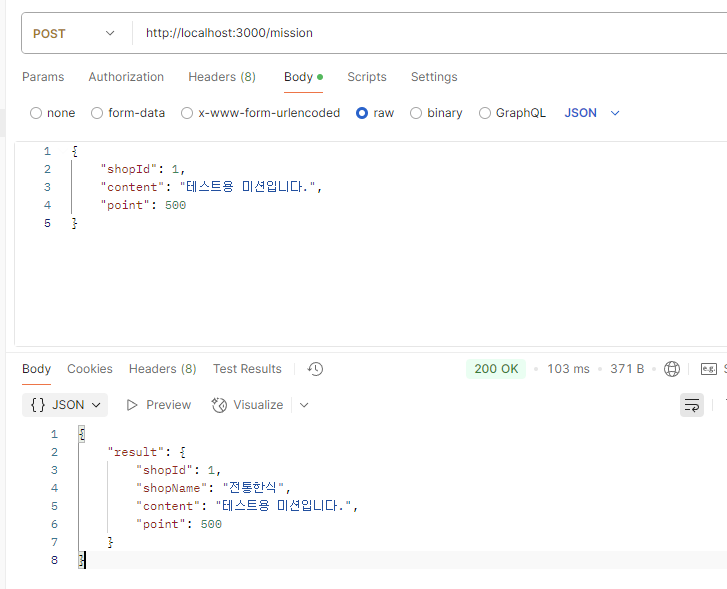 POST http://localhost:3000/mission
Params Authorization Headers (8) Body Scripts Settings
none form-data x-www-form-urlencoded raw binary GraphQL JSON
1 {
2 "shopId": 1,
3 "content": "테스트용 미션입니다.",
4 "point": 500
5 }
Body Cookies Headers (8) Test Results 200 OK 103 ms 371 B e.g. S
{} JSON Preview Visualize
1 {
2 "result": {
3 "shopId": 1,
4 "shopName": "전통한식",
5 "content": "테스트용 미션입니다.",
6 "point": 500
7 }
8 }